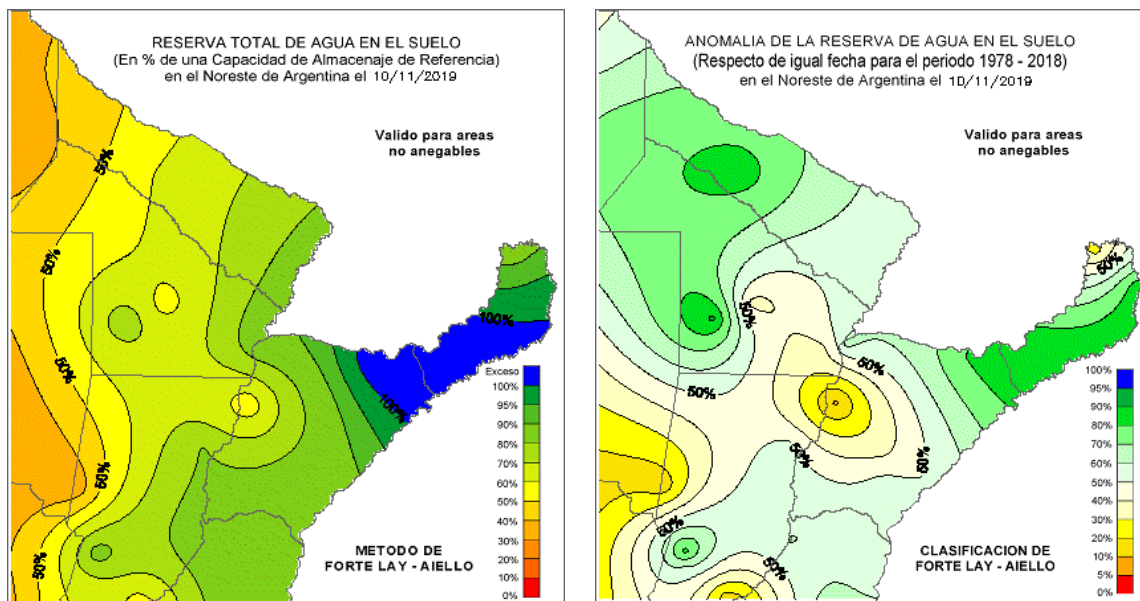 RESERVA TOTAL DE AGUA EN EL SUELO
(En % de una Capacidad de Almacenaje de Referencia)
en el Noreste de Argentina el 10/11/2019
Valido para areas
no anegables
50%
50%
50%
50%
50%
100%
100%
Exceso
100%
95%
90%
80%
70%
60%
50%
40%
30%
20%
10%
0%
METODO DE
FORTE LAY - AIELLO
ANOMALIA DE LA RESERVA DE AGUA EN EL SUELO
(Respecto de igual fecha para el periodo 1978 - 2018)
en el Noreste de Argentina el 10/11/2019
Valido para areas
no anegables
50%
50%
50%
50%
50%
50%
50%
50%
100%
95%
90%
80%
70%
60%
50%
40%
30%
20%
10%
5%
0%
CLASIFICACION DE
FORTE LAY - AIELLO